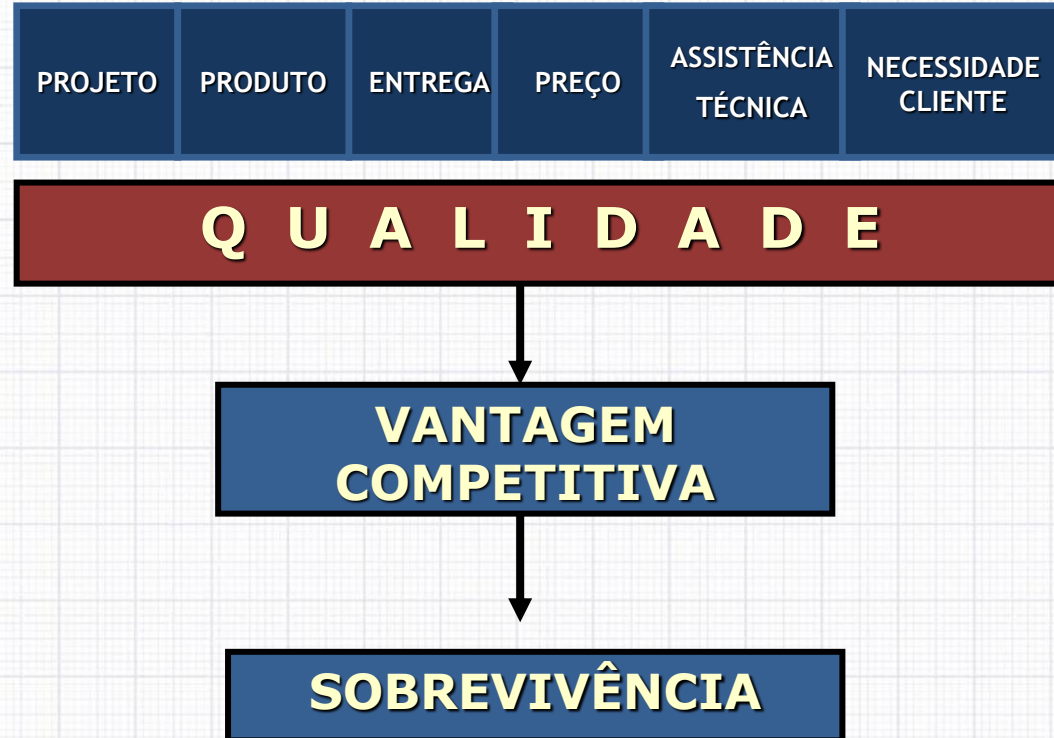 PROJETO
PRODUTO
ENTREGA
PREÇO
ASSISTÊNCIA
TÉCNICA
NECESSIDADE
CLIENTE
Q U A L I D A D E
VANTAGEM
COMPETITIVA
SOBREVIVÊNCIA